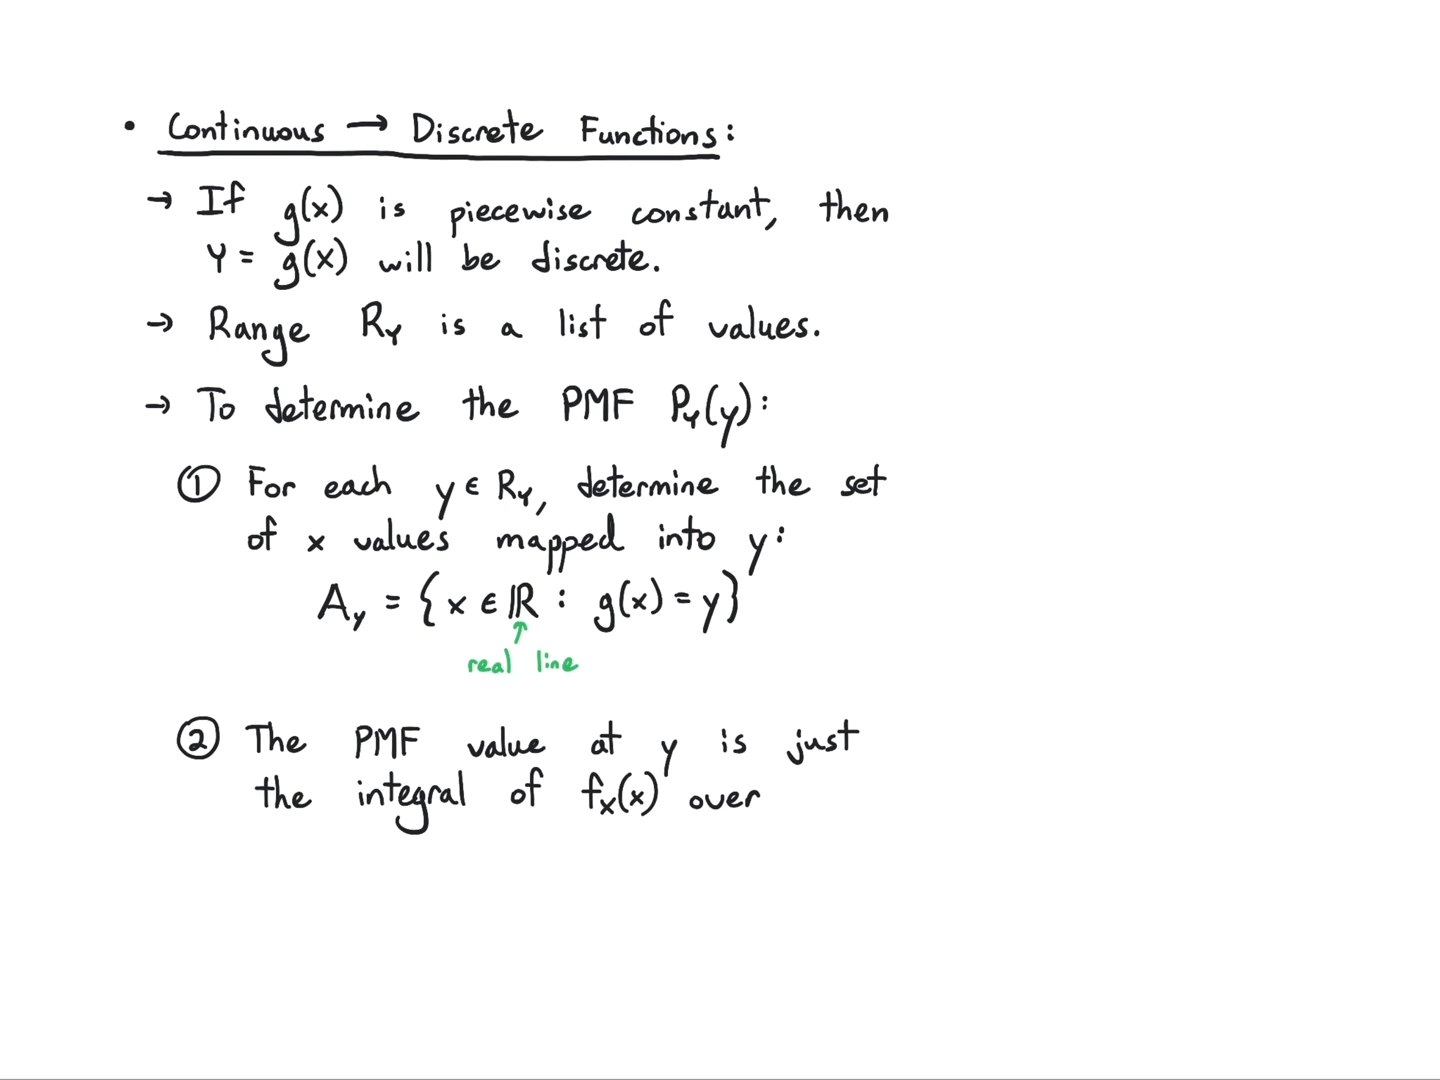 • Continuous → Discrete Functions:
→ If g(x) is piecewise constant, then
Y = g(X) will be discrete.
→ Range R_Y is a list of values.
→ To determine the PMF P_Y(y):
① For each y ∈ R_Y, determine the set
of x values mapped into y:
A_y = {x ∈ ℝ : g(x) = y}
↑
real line
② The PMF value at y is just
the integral of f_X(x) over